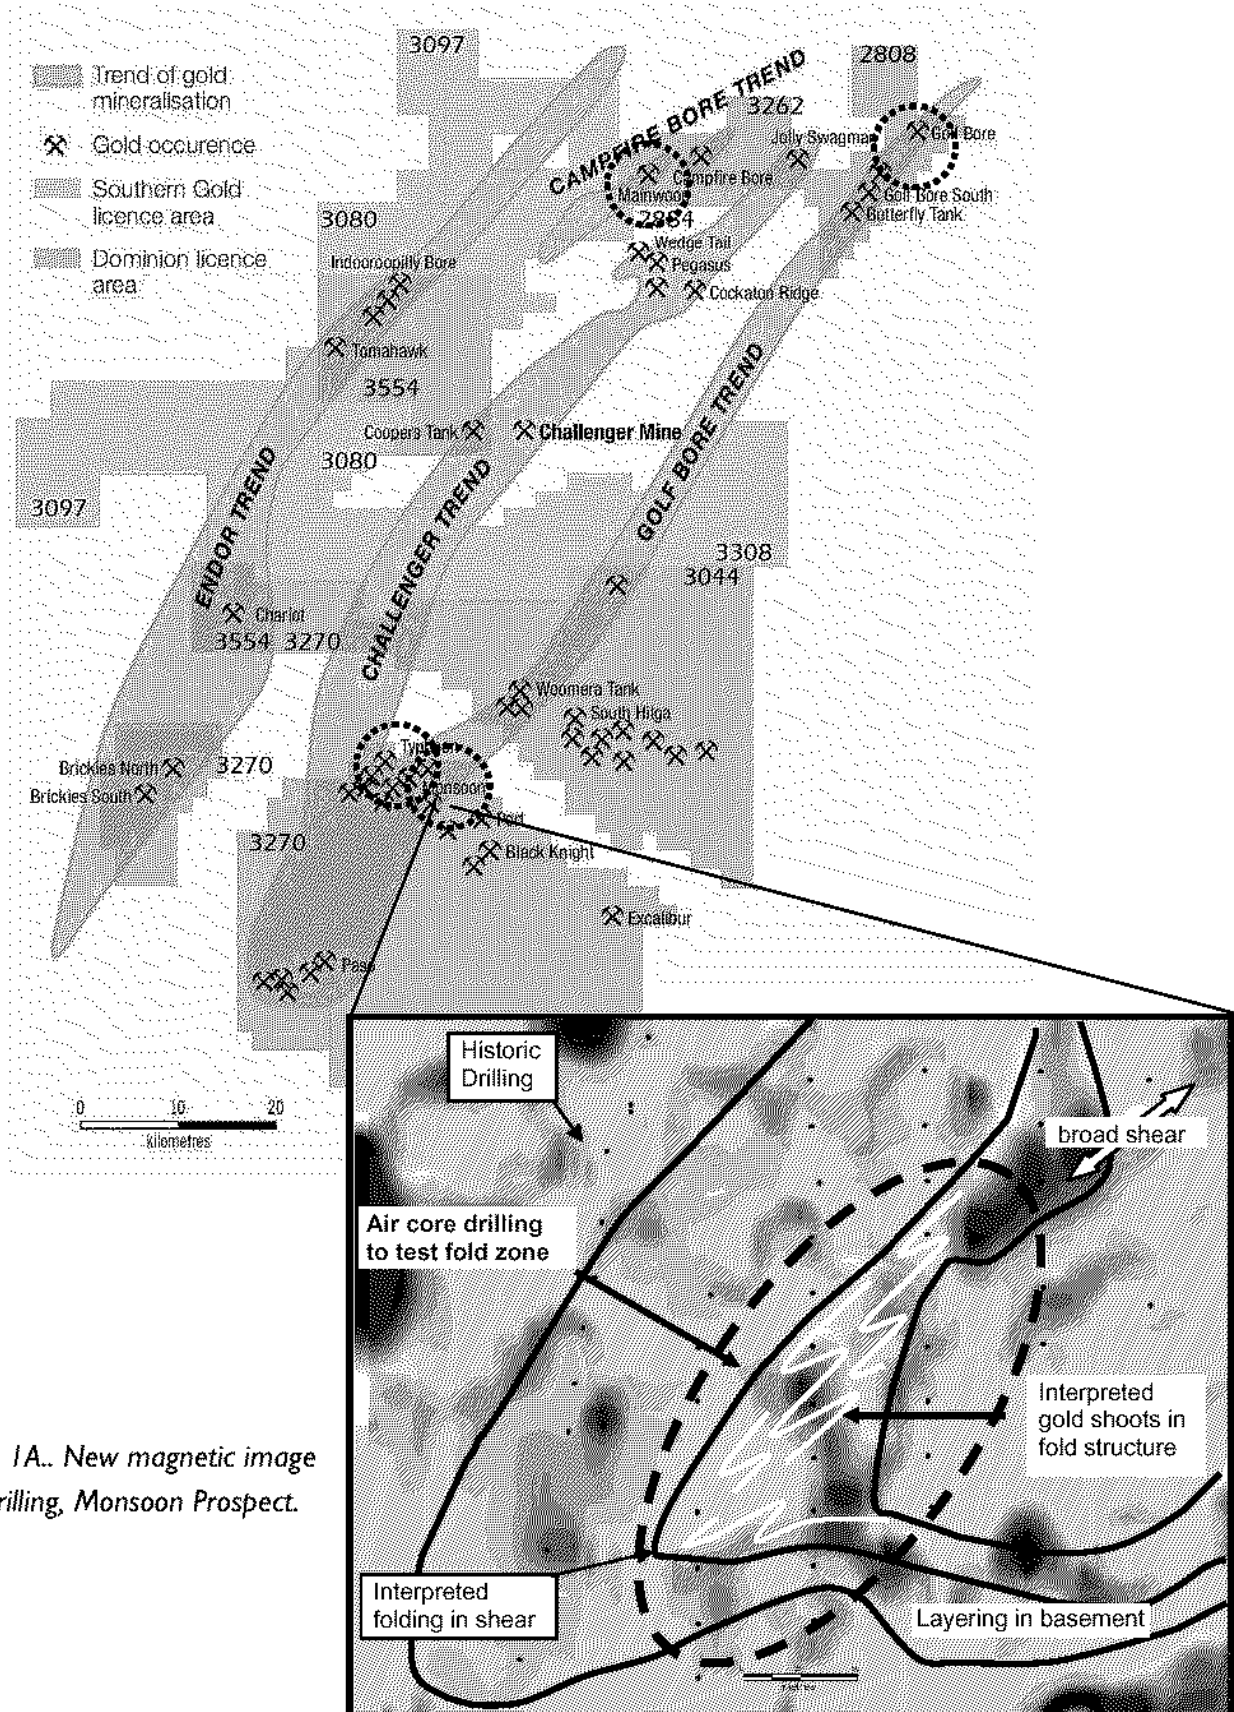 3097
2808
Trend of gold
mineralisation
Gold occurence
Southern Gold
licence area
Dominion licence
area
CAMPFIRE BORE TREND
3262
Jolly Swagman
Golf Bore
Campfire Bore
Mainwood
Golf Bore South
Butterfly Tank
2884
3080
Wedge Tail
Pegasus
Indooroopilly Bore
Cockatoo Ridge
Tomahawk
3554
Coopers Tank
Challenger Mine
3080
3097
ENDOR TREND
CHALLENGER TREND
GOLF BORE TREND
3308
3044
Chariot
3554 3270
Woomera Tank
South Hilga
Monsoon
Brickies North
3270
Brickies South
3270
Black Knight
Excalibur
0 10 20
kilometres
Historic
Drilling
broad shear
Air core drilling
to test fold zone
Interpreted
gold shoots in
fold structure
1A.. New magnetic image
rilling, Monsoon Prospect.
Interpreted
folding in shear
Layering in basement